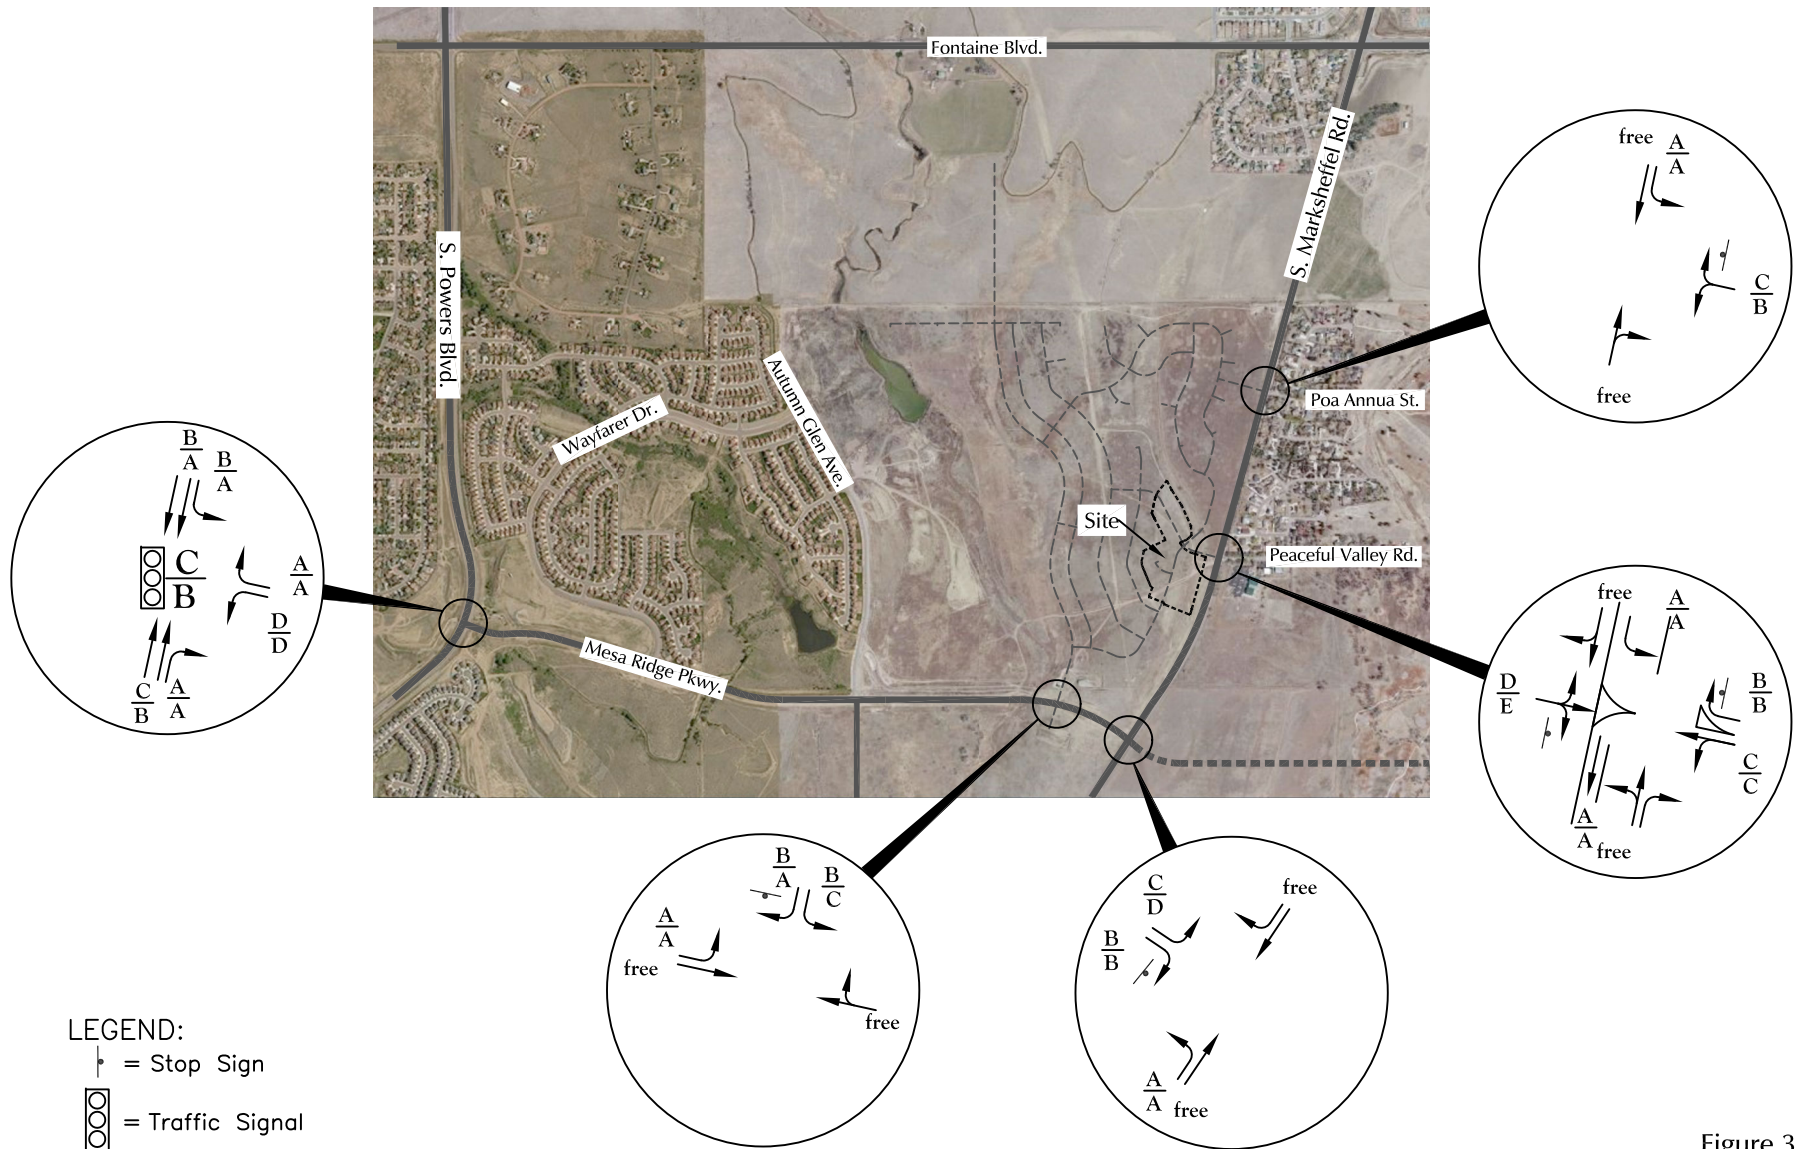 Fontaine Blvd.
S. Marksheffel Rd.
S. Powers Blvd.
Autumn Glen Ave.
Wayfarer Dr.
Poa Annua St.
Site
Peaceful Valley Rd.
Mesa Ridge Pkwy.
free
A
A
C
B
free
B
A
B
A
C
B
A
A
D
D
C
B
A
A
free
A
A
D
E
B
B
C
C
A
A
free
B
A
B
C
A
A
free
free
C
D
free
B
B
A
A
free
LEGEND:
= Stop Sign
= Traffic Signal
Figure 3